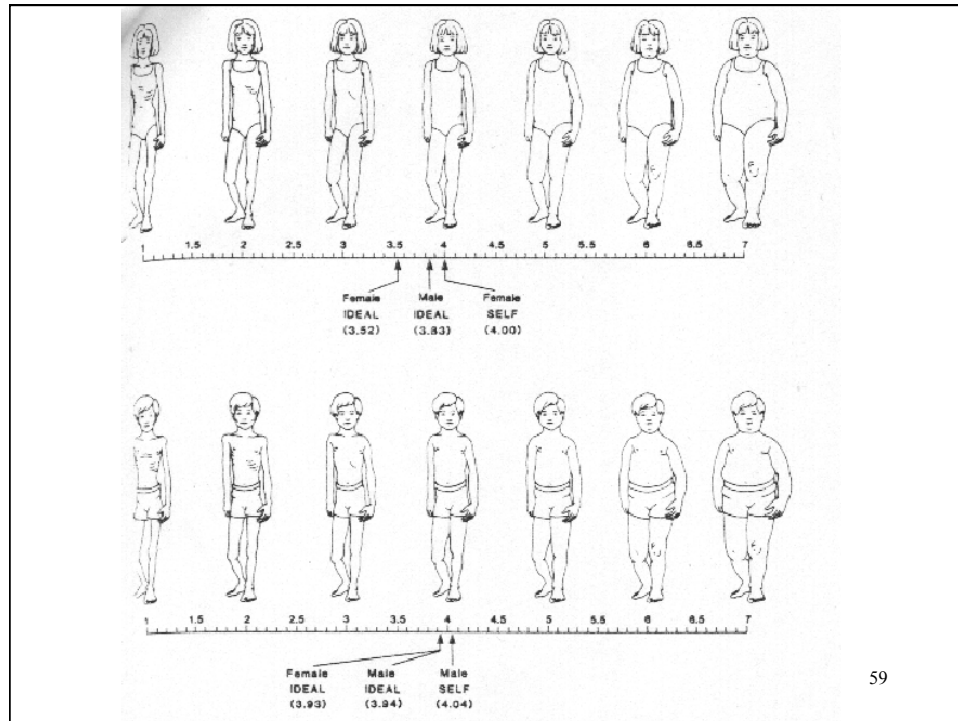 1 1.5 2 2.5 3 3.5 4 4.5 5 5.5 6 6.5 7
Female Male Female
IDEAL IDEAL SELF
(3.52) (3.83) (4.00)
1 1.5 2 2.5 3 3.5 4 4.5 5 5.5 6 6.5 7
Female Male Male
IDEAL IDEAL SELF
(3.93) (3.94) (4.04)
59